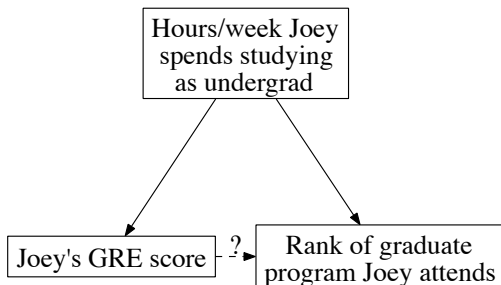 Hours/week Joey
spends studying
as undergrad
Joey's GRE score
?
Rank of graduate
program Joey attends